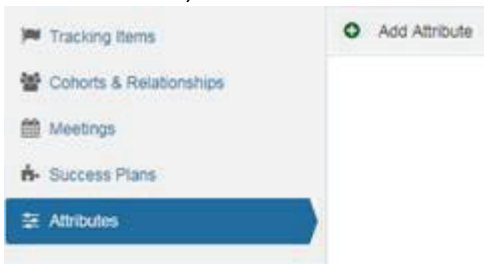 Tracking Items
Add Attribute
Cohorts & Relationships
Meetings
Success Plans
Attributes